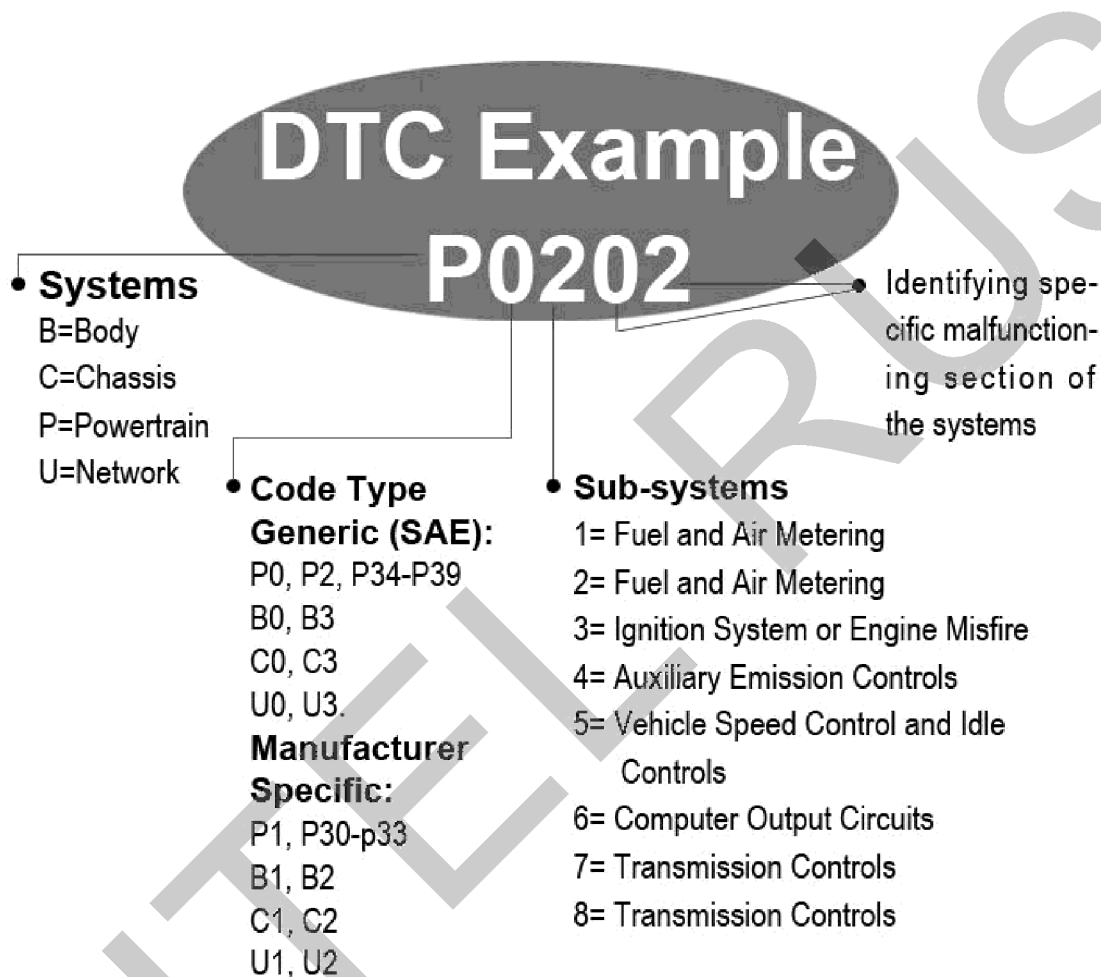 DTC Example
P0202
Systems
B=Body
C=Chassis
P=Powertrain
U=Network
Code Type
Generic (SAE):
P0, P2, P34-P39
B0, B3
C0, C3
U0, U3.
Manufacturer
Specific:
P1, P30-p33
B1, B2
C1, C2
U1, U2
Sub-systems
1= Fuel and Air Metering
2= Fuel and Air Metering
3= Ignition System or Engine Misfire
4= Auxiliary Emission Controls
5= Vehicle Speed Control and Idle
Controls
6= Computer Output Circuits
7= Transmission Controls
8= Transmission Controls
Identifying spe-
cific malfunction-
ing section of
the systems
TEL RUS